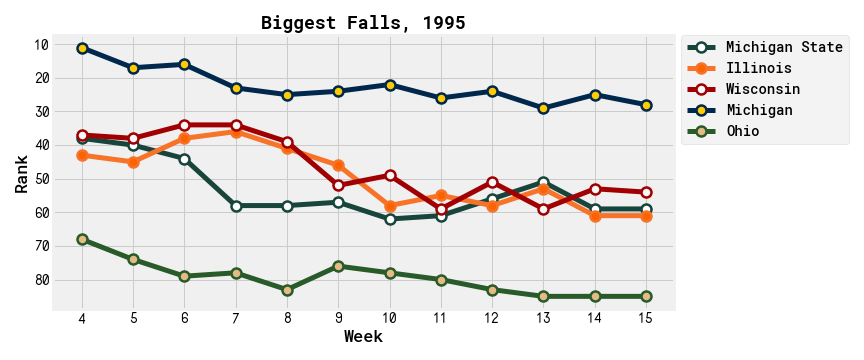 Biggest Falls, 1995
10
20
30
40
50
60
70
80
Rank
4 5 6 7 8 9 10 11 12 13 14 15
Week
Michigan State
Illinois
Wisconsin
Michigan
Ohio